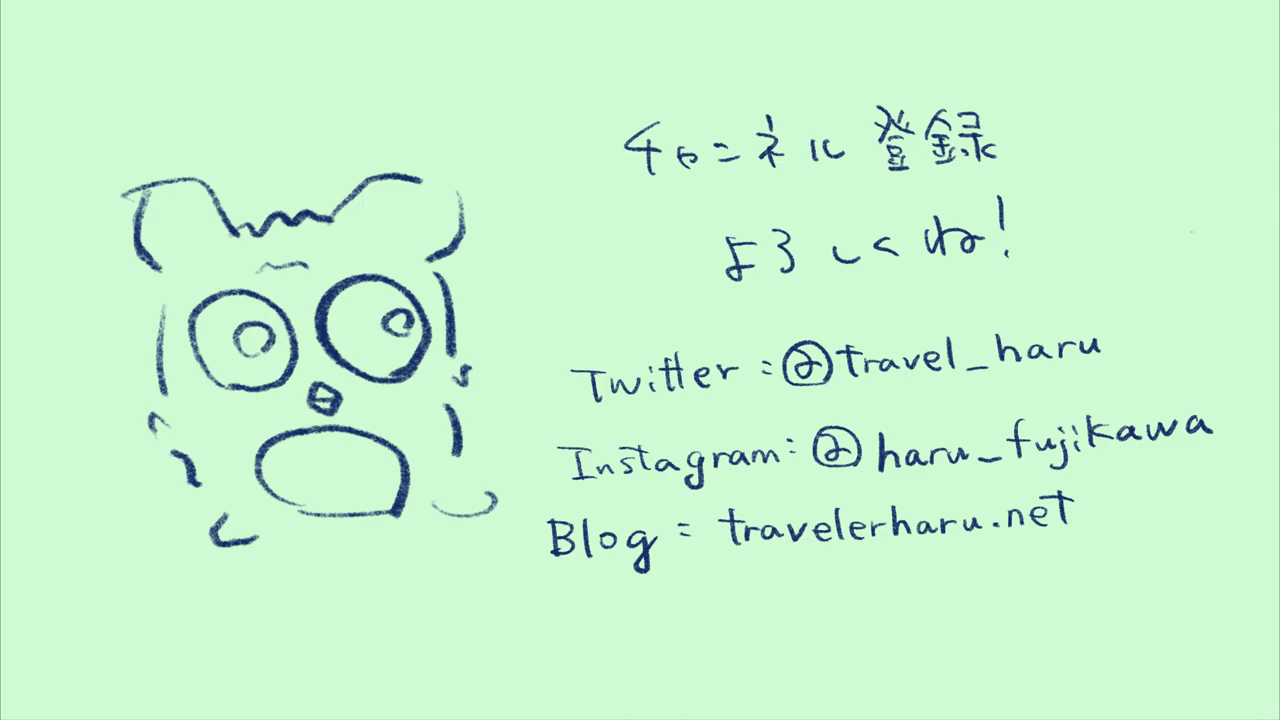 チャンネル登録
よろしくね!
Twitter:@travel_haru
Instagram:@haru_fujikawa
Blog:travelerharu.net